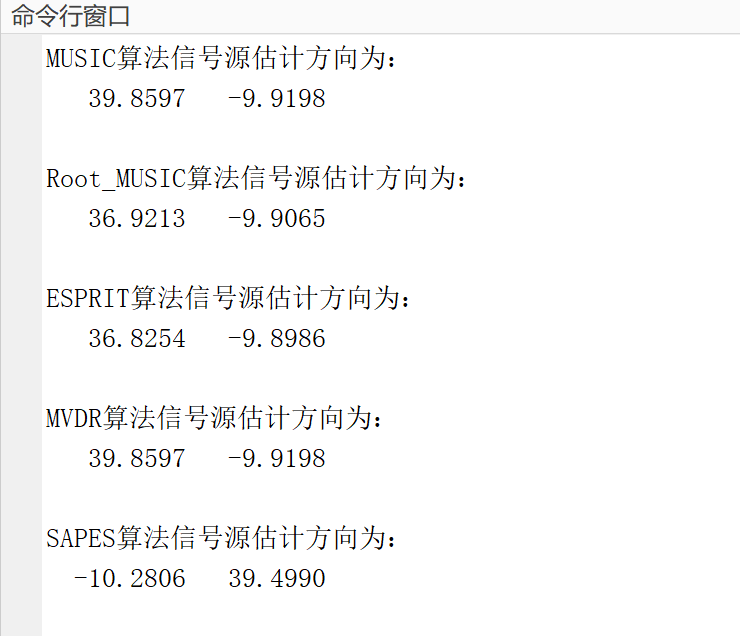 命令行窗口
MUSIC算法信号源估计方向为：
39.8597 -9.9198
Root_MUSIC算法信号源估计方向为：
36.9213 -9.9065
ESPRIT算法信号源估计方向为：
36.8254 -9.8986
MVDR算法信号源估计方向为：
39.8597 -9.9198
SAPES算法信号源估计方向为：
-10.2806 39.4990